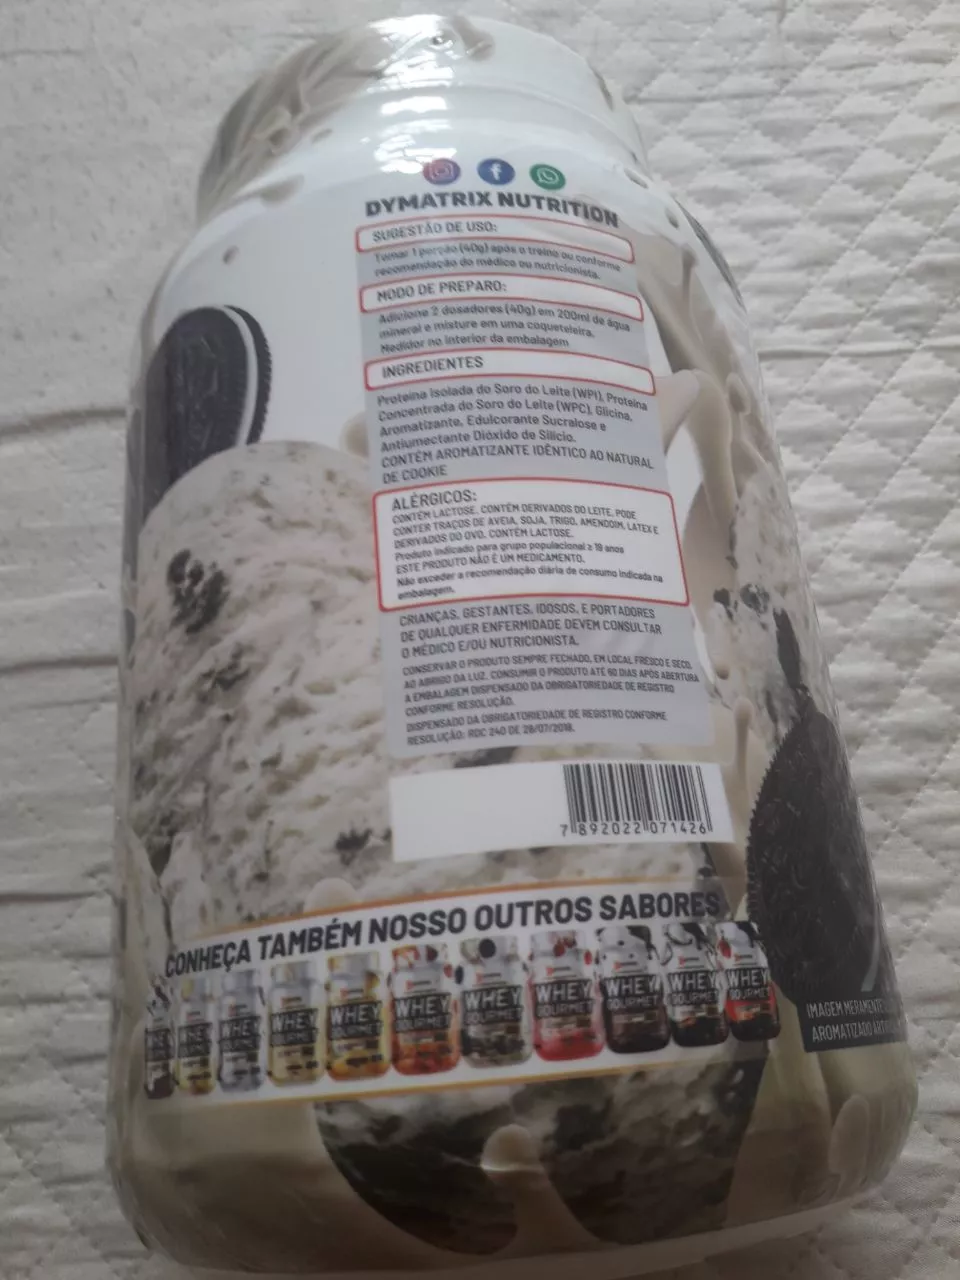 DYMATRIX NUTRITION
SUGESTÃO DE USO:
Tomar 1 porção (40g) após o treino ou conforme
recomendação do médico ou nutricionista.
MODO DE PREPARO:
Adicione 2 dosadores (40g) em 200ml de água
mineral e misture em uma coqueteleira.
Medidor no interior da embalagem
INGREDIENTES
Proteína Isolada do Soro do Leite (WPI), Proteína
Concentrada do Soro do Leite (WPC), Glicina,
Aromatizante, Edulcorante Sucralose e
Antiumectante Dióxido de Silício.
CONTÉM AROMATIZANTE IDÊNTICO AO NATURAL
DE COOKIE
ALÉRGICOS:
CONTÉM LACTOSE, CONTÉM DERIVADOS DO LEITE, PODE
CONTER TRAÇOS DE AVEIA, SOJA, TRIGO, AMENDOIM, LATEX E
DERIVADOS DO OVO. CONTÉM LACTOSE.
Produto indicado para grupo populacional ≥ 19 anos
ESTE PRODUTO NÃO É UM MEDICAMENTO.
Não exceder a recomendação diária de consumo indicada na
embalagem.
CRIANÇAS, GESTANTES, IDOSOS, E PORTADORES
DE QUALQUER ENFERMIDADE DEVEM CONSULTAR
O MÉDICO E/OU NUTRICIONISTA.
CONSERVAR O PRODUTO SEMPRE FECHADO, EM LOCAL FRESCO E SECO,
AO ABRIGO DA LUZ. CONSUMIR O PRODUTO ATÉ 60 DIAS APÓS ABERTURA
A EMBALAGEM DISPENSADO DA OBRIGATORIEDADE DE REGISTRO
CONFORME RESOLUÇÃO.
DISPENSADO DA OBRIGATORIEDADE DE REGISTRO CONFORME
RESOLUÇÃO: RDC 240 DE 26/07/2018.
7 892022 071426
CONHEÇA TAMBÉM NOSSO OUTROS SABORES
WHEY GOURMET
WHEY GOURMET
WHEY GOURMET
WHEY GOURMET
WHEY GOURMET
WHEY GOURMET
IMAGEM MERAMENTE
AROMATIZADO